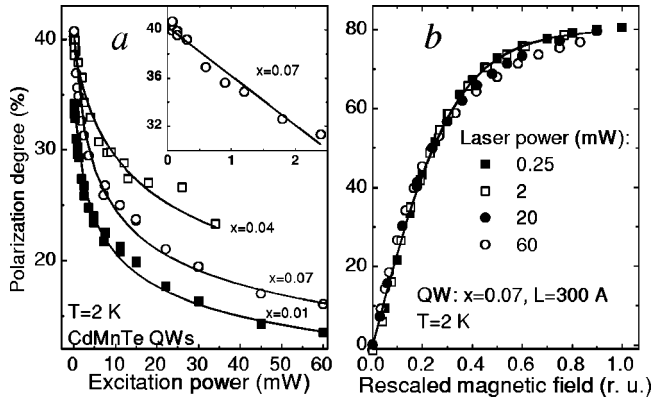 a
b
Polarization degree (%)
40
30
20
40
36
32
0
1
2
x=0.07
x=0.04
x=0.07
x=0.01
T=2 K
CdMnTe QWs
0
10
20
30
40
50
60
Excitation power (mW)
80
60
40
20
0
Laser power (mW):
0.25
2
20
60
QW: x=0.07, L=300 A
T=2 K
0.0
0.2
0.4
0.6
0.8
1.0
Rescaled magnetic field (r. u.)